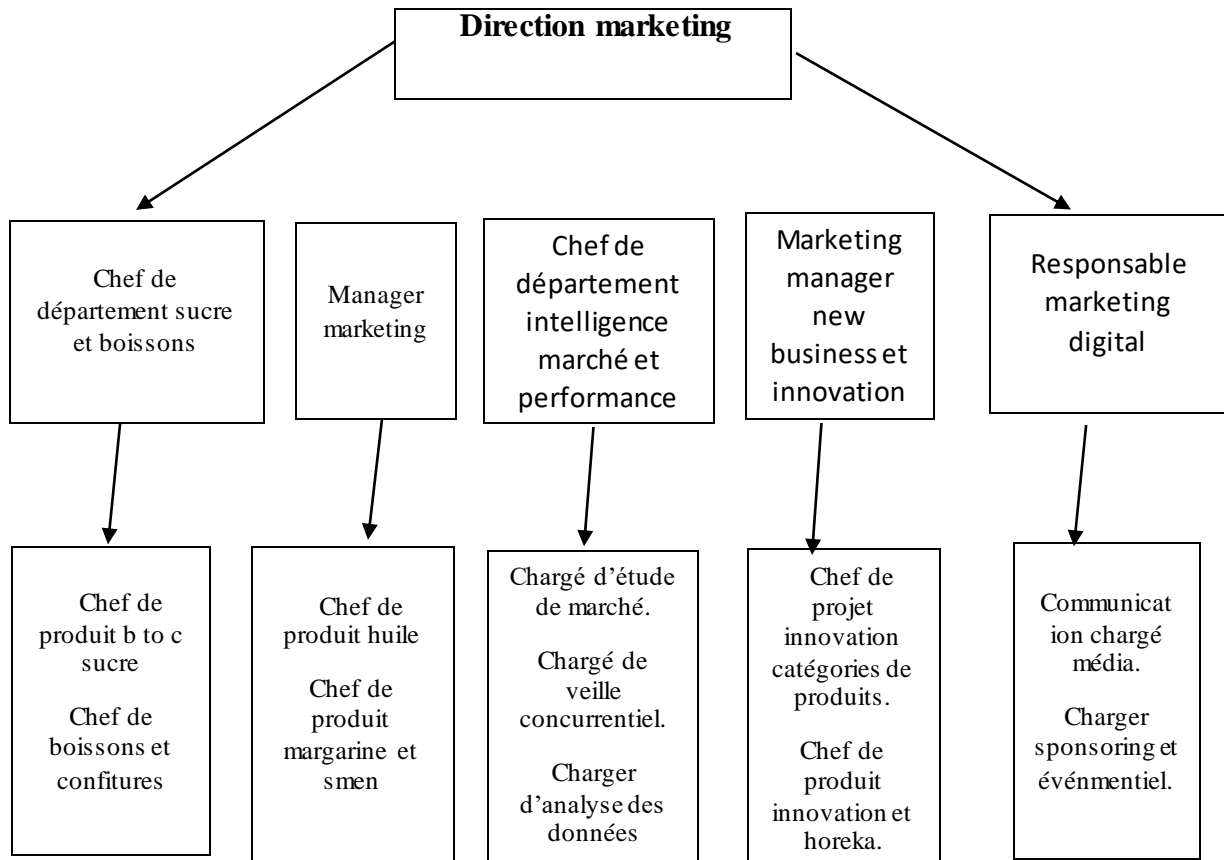 Direction marketing
Chef de
département sucre
et boissons
Manager
marketing
Chef de
département
intelligence
marché et
performance
Marketing
manager
new
business et
innovation
Responsable
marketing
digital
Chef de
produit b to c
sucre
Chef de
boissons et
confitures
Chef de
produit huile
Chef de
produit
margarine et
smen
Chargé d’étude
de marché.
Chargé de
veille
concurrentiel.
Charger
d’analyse des
données
Chef de
projet
innovation
catégories de
produits.
Chef de
produit
innovation et
horeka.
Communicat
ion chargé
média.
Charger
sponsoring et
événmentiel.